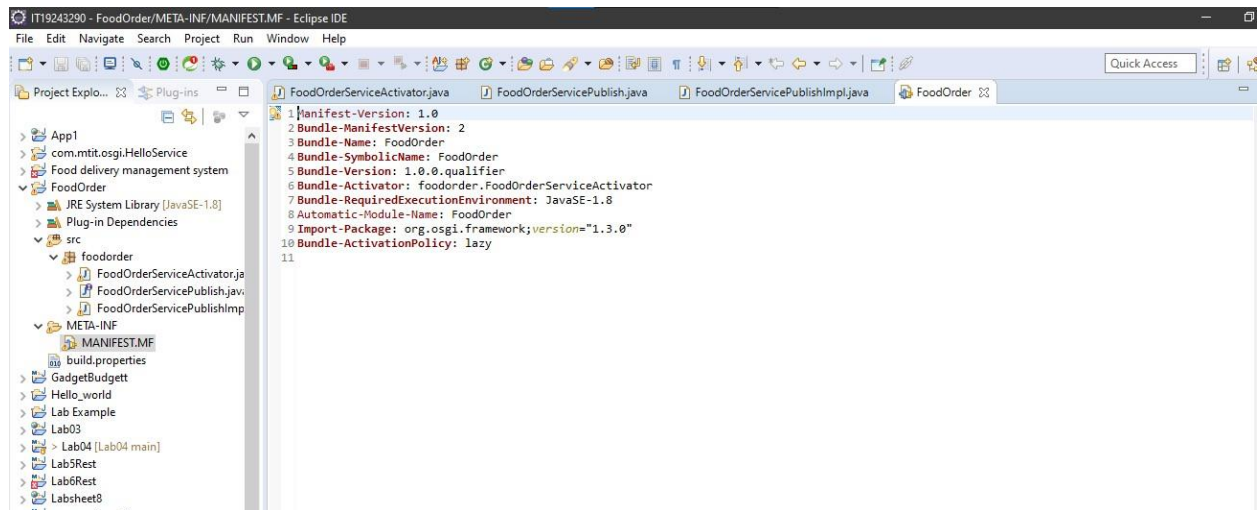 IT19243290 - FoodOrder/META-INF/MANIFEST.MF - Eclipse IDE
File Edit Navigate Search Project Run Window Help
Quick Access
Project Explo... Plug-ins
FoodOrderServiceActivator.java FoodOrderServicePublish.java FoodOrderServicePublishImpl.java FoodOrder
App1
com.mtit.osgi.HelloService
Food delivery management system
FoodOrder
JRE System Library [JavaSE-1.8]
Plug-in Dependencies
src
foodorder
FoodOrderServiceActivator.ja
FoodOrderServicePublish.java
FoodOrderServicePublishImp
META-INF
MANIFEST.MF
build.properties
GadgetBudgett
Hello_world
Lab Example
Lab03
> Lab04 [Lab04 main]
Lab5Rest
Lab6Rest
Labsheet8
1 Manifest-Version: 1.0
2 Bundle-ManifestVersion: 2
3 Bundle-Name: FoodOrder
4 Bundle-SymbolicName: FoodOrder
5 Bundle-Version: 1.0.0.qualifier
6 Bundle-Activator: foodorder.FoodOrderServiceActivator
7 Bundle-RequiredExecutionEnvironment: JavaSE-1.8
8 Automatic-Module-Name: FoodOrder
9 Import-Package: org.osgi.framework;version="1.3.0"
10 Bundle-ActivationPolicy: lazy
11